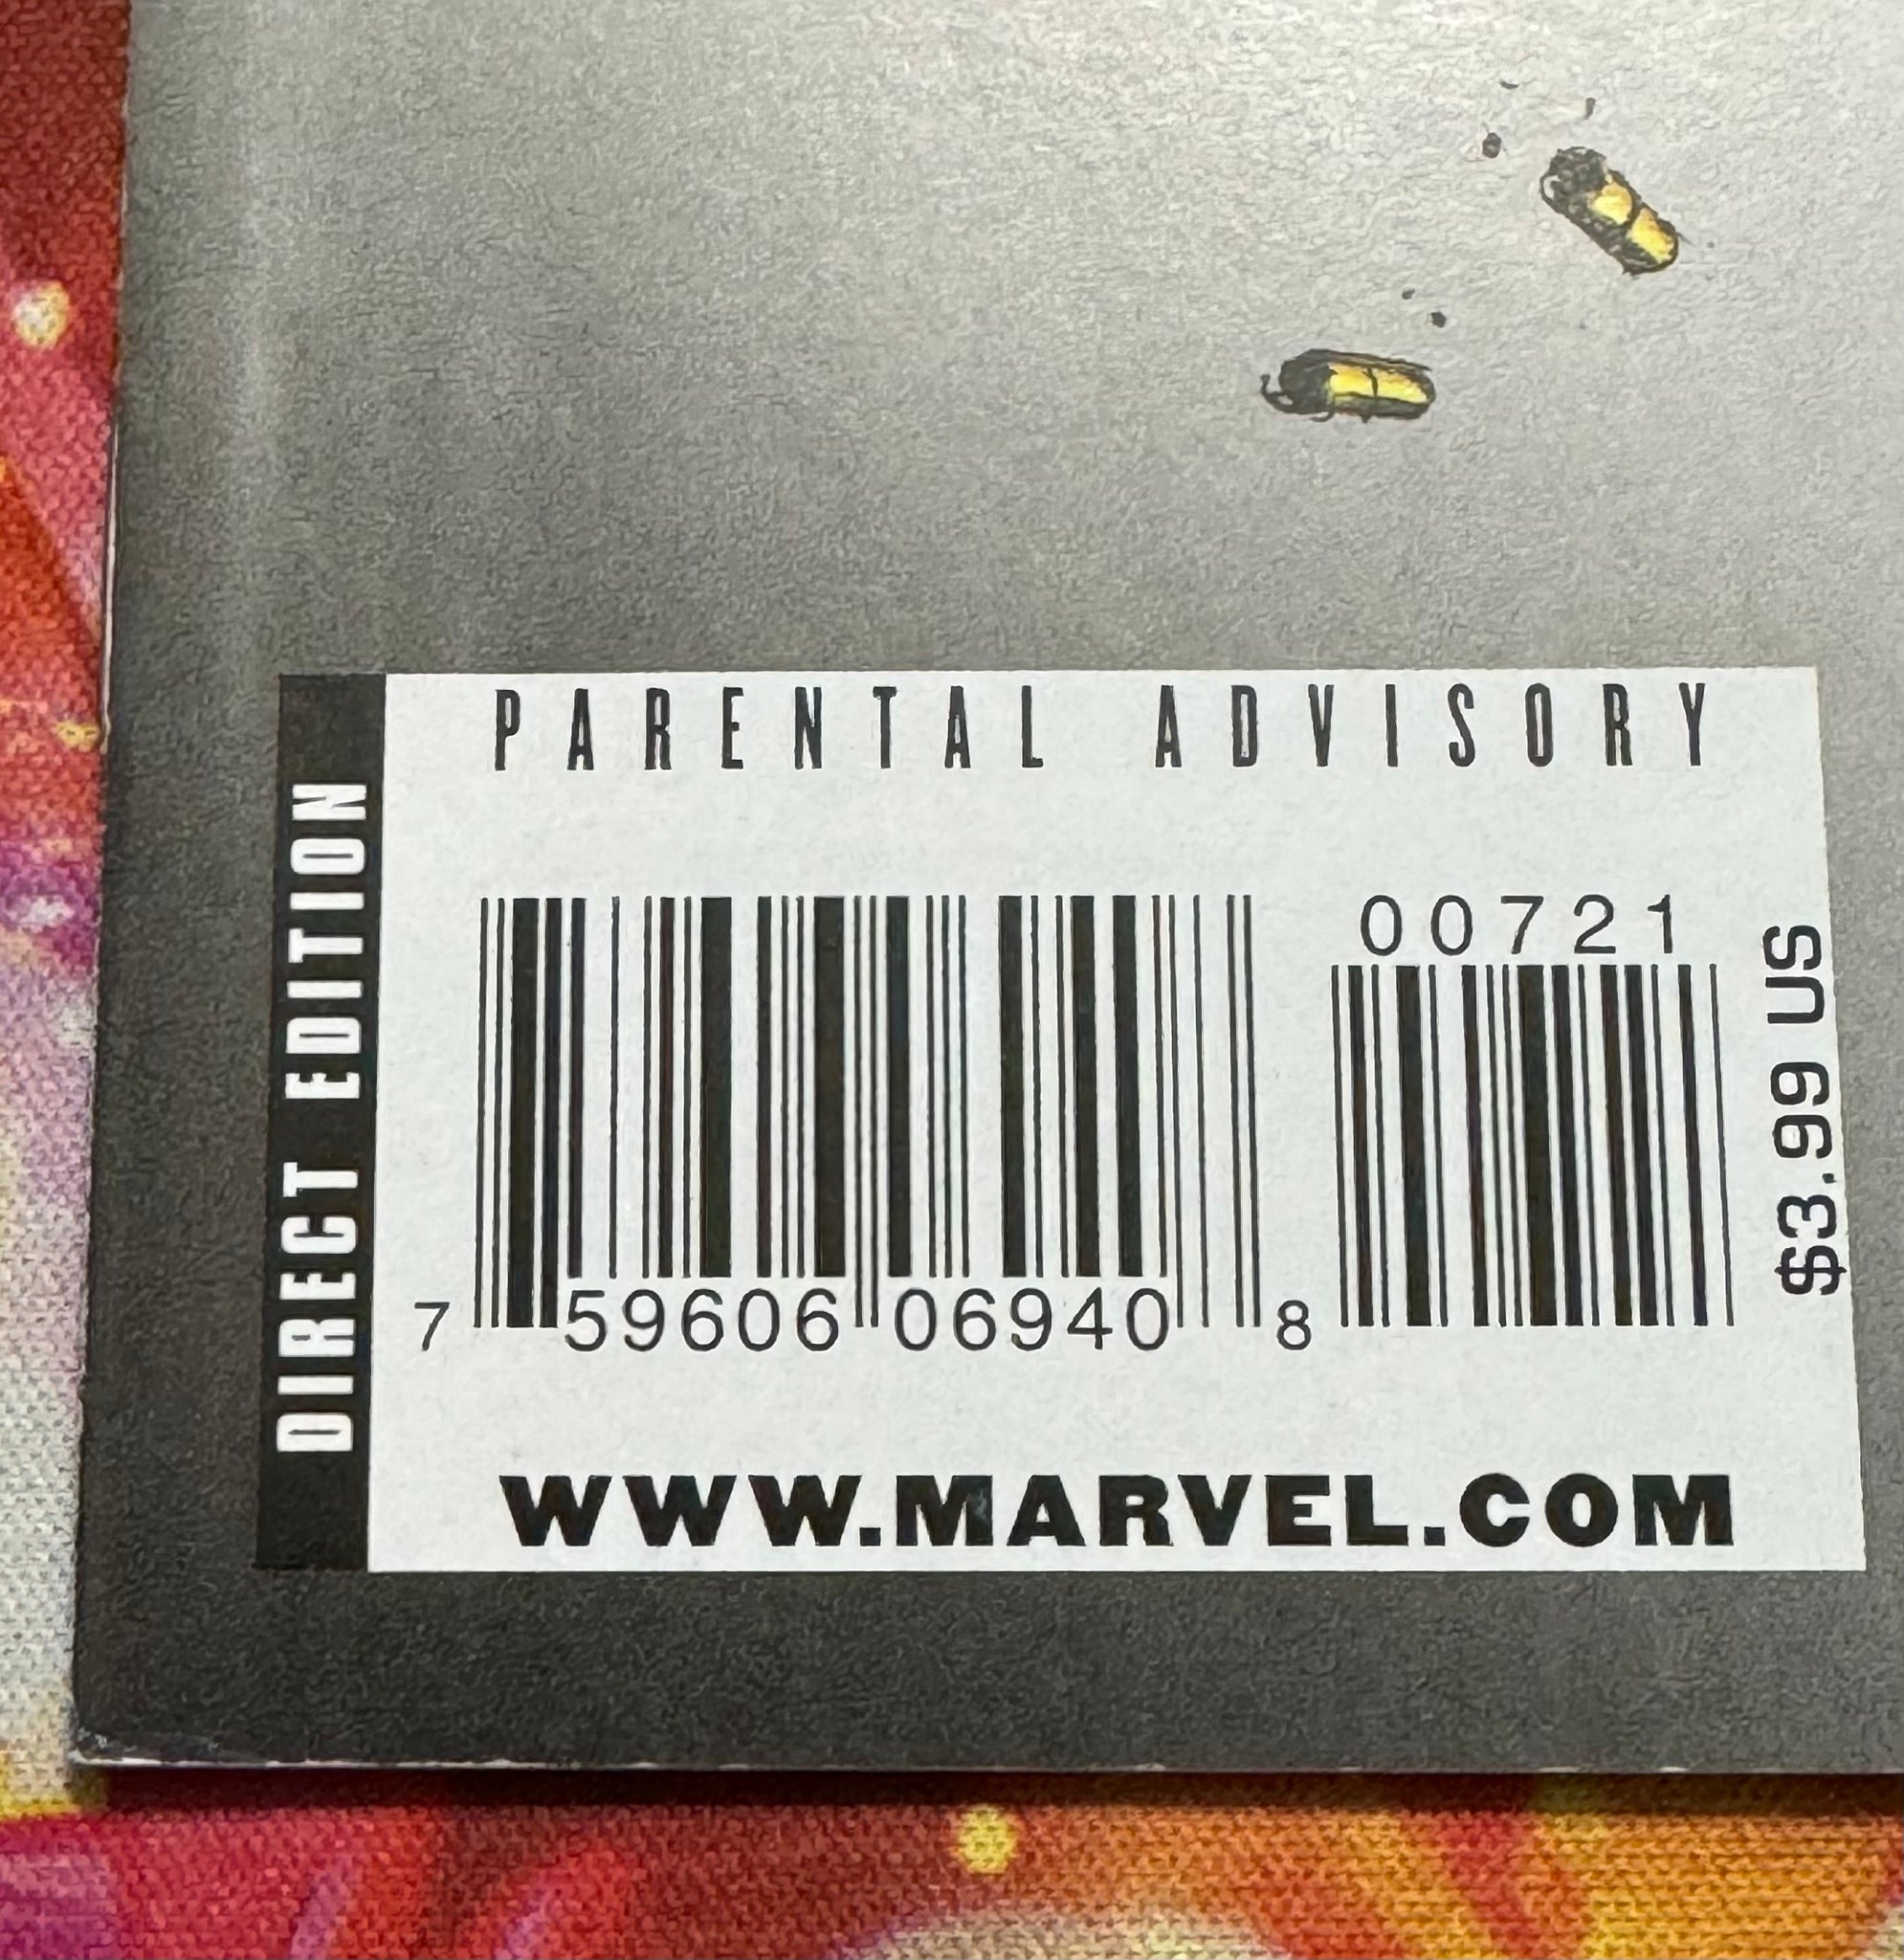 PARENTAL ADVISORY
DIRECT EDITION
00721
$3.99 US
7 59606 06940 8
WWW.MARVEL.COM